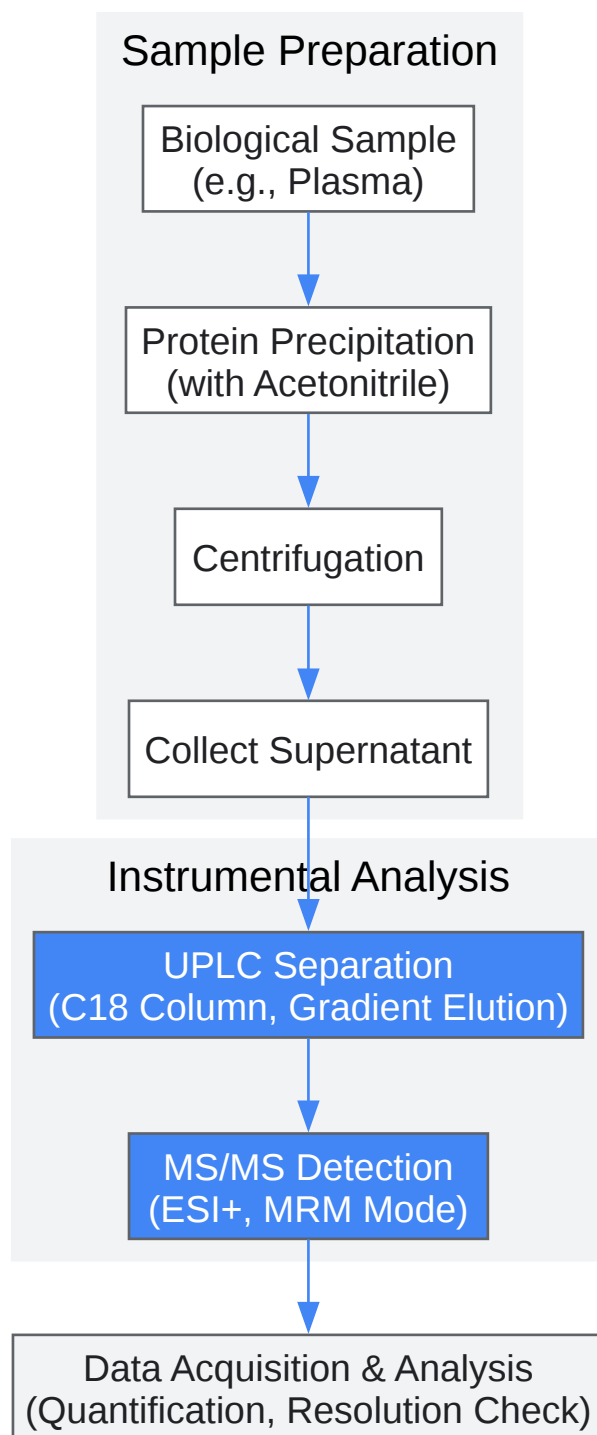 Sample Preparation
Biological Sample
(e.g., Plasma)
Protein Precipitation
(with Acetonitrile)
Centrifugation
Collect Supernatant
Instrumental Analysis
UPLC Separation
(C18 Column, Gradient Elution)
MS/MS Detection
(ESI+, MRM Mode)
Data Acquisition & Analysis
(Quantification, Resolution Check)